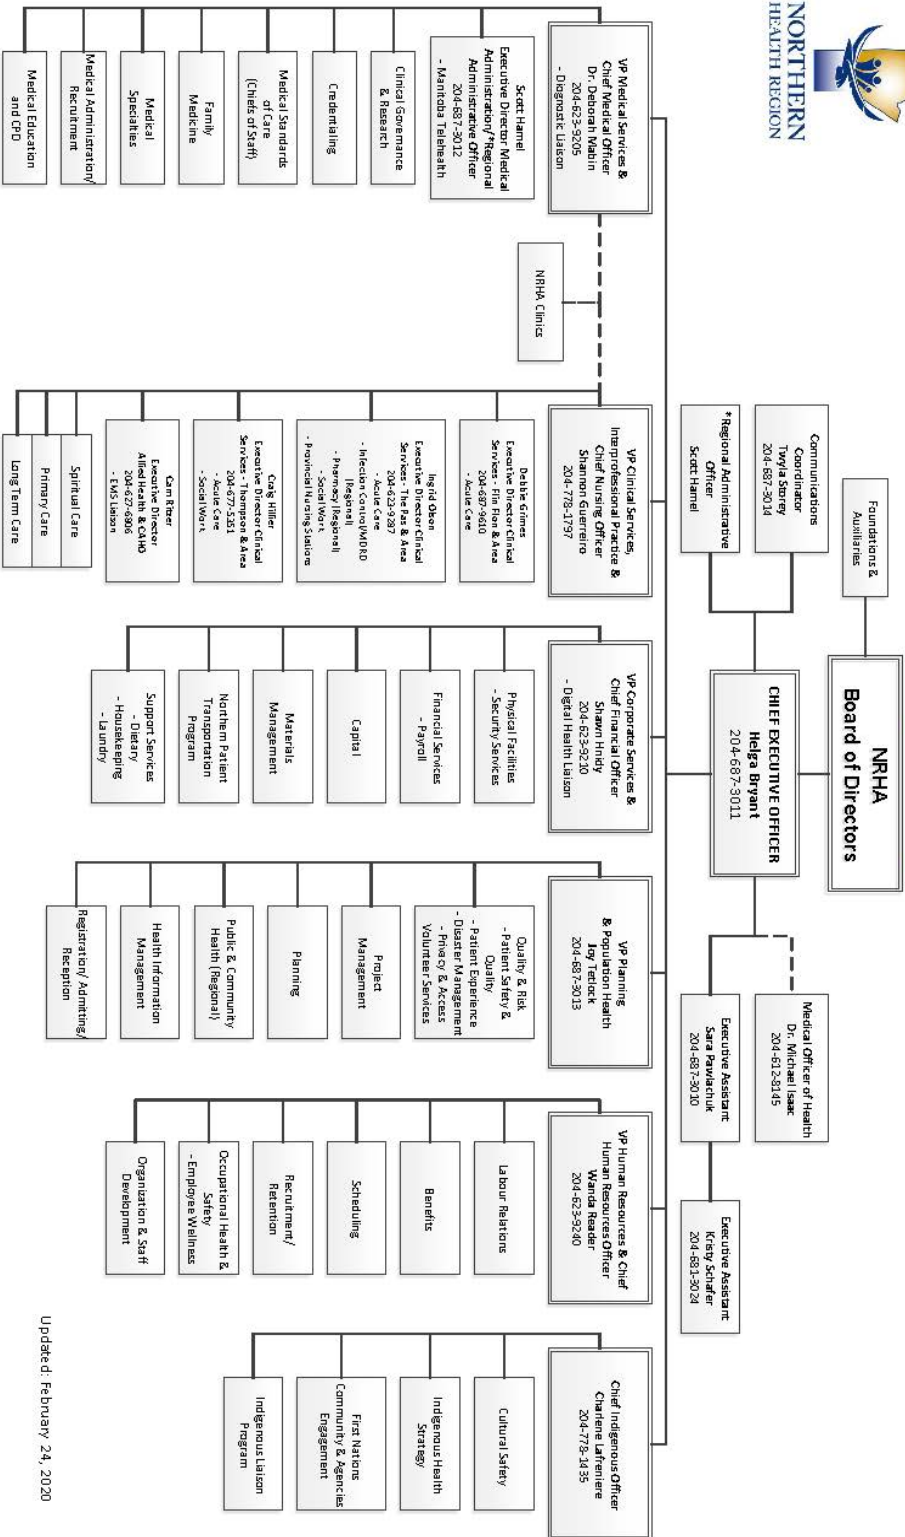 NORTHERN
HEALTH REGION
NRHA
Board of Directors
Foundations &
Auxiliaries
CHIEF EXECUTIVE OFFICER
Helga Bryant
204-687-3011
Communications
Coordinator
Twyla Storey
204-687-3014
*Regional Administrative
Officer
Scott Hamel
Medical Officer of Health
Dr. Michael Isaac
204-612-8145
Executive Assistant
Sara Pawlachuk
204-687-3010
Executive Assistant
Kristy Schafer
204-681-3024
VP Medical Services &
Chief Medical Officer
Dr. Deborah Mabin
204-623-9205
- Diagnostic Liaison
Scott Hamel
Executive Director Medical
Administration/*Regional
Administrative Officer
204-687-3012
- Manitoba Telehealth
Clinical Governance
& Research
Credentialing
Medical Standards
of Care
(Chiefs of Staff)
Family
Medicine
Medical
Specialties
Medical Administration/
Recruitment
Medical Education
and CPD
NRHA Clinics
VP Clinical Services,
Interprofessional Practice &
Chief Nursing Officer
Shannon Guerreiro
204-778-1797
Debbie Grimes
Executive Director Clinical
Services - Flin Flon & Area
204-687-9610
- Acute Care
Ingrid Olson
Executive Director Clinical
Services - The Pas & Area
204-623-9287
- Acute Care
- Infection Control/MDRD
(Regional)
- Pharmacy (Regional)
- Social Work
- Provincial Nursing Stations
Craig Hillier
Executive Director Clinical
Services - Thompson & Area
204-677-5351
- Acute Care
- Social Work
Cam Ritzer
Executive Director
Allied Health & CAHO
204-627-6806
- EMS Liaison
Spiritual Care
Primary Care
Long Term Care
VP Corporate Services &
Chief Financial Officer
Shawn Hnidy
204-623-9210
- Digital Health Liaison
Physical Facilities
- Security Services
Financial Services
- Payroll
Capital
Materials
Management
Northern Patient
Transportation
Program
Support Services
- Dietary
- Housekeeping
- Laundry
VP Planning
& Population Health
Joy Tetlock
204-687-3013
Quality & Risk
- Patient Safety &
Quality
- Patient Experience
- Disaster Management
- Privacy & Access
Volunteer Services
Project
Management
Planning
Public & Community
Health (Regional)
Health Information
Management
Registration/ Admitting/
Reception
VP Human Resources & Chief
Human Resources Officer
Wanda Reader
204-623-9240
Labour Relations
Benefits
Scheduling
Recruitment/
Retention
Occupational Health &
Safety
- Employee Wellness
Organization & Staff
Development
Chief Indigenous Officer
Charlene Lafreniere
204-778-1435
Cultural Safety
Indigenous Health
Strategy
First Nations
Community & Agencies
Engagement
Indigenous Liaison
Program
Updated: February 24, 2020